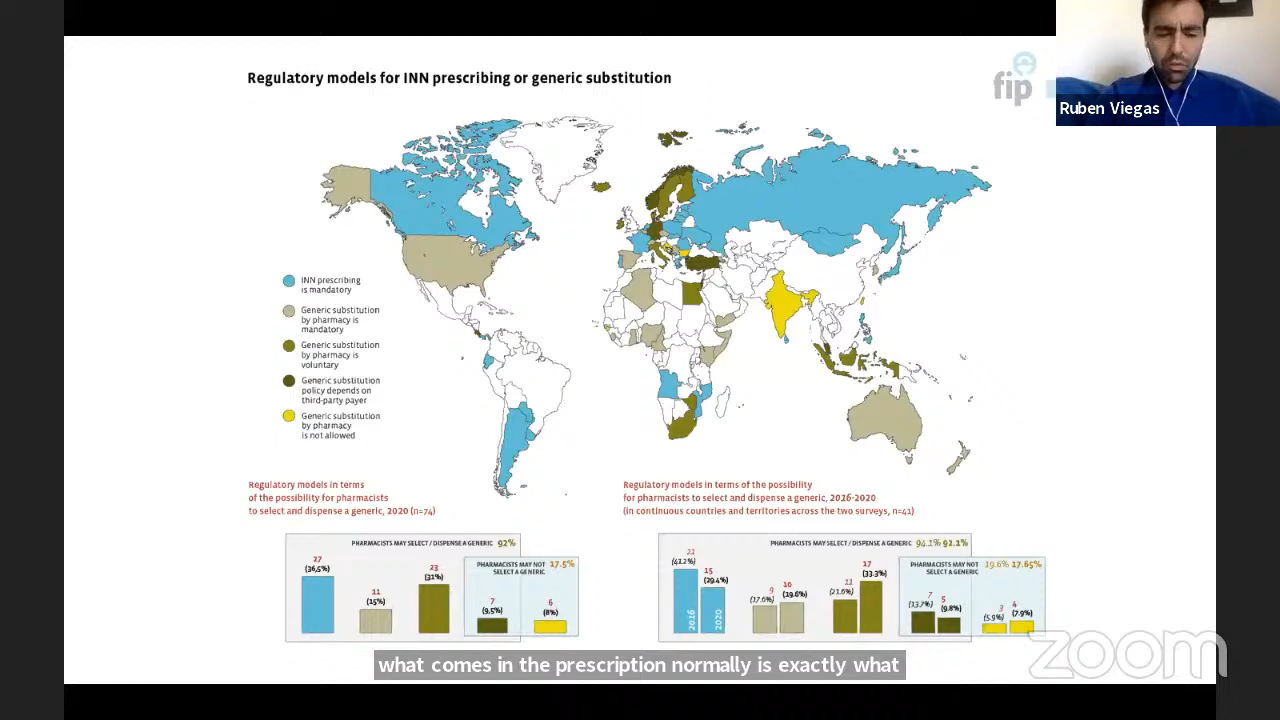 Regulatory models for INN prescribing or generic substitution
fip
Ruben Viegas
INN prescribing
is mandatory
Generic substitution
by pharmacy is
mandatory
Generic substitution
by pharmacy is
voluntary
Generic substitution
policy depends on
third-party payer
Generic substitution
by pharmacy
is not allowed
Regulatory models in terms
of the possibility for pharmacists
to select and dispense a generic, 2020 (n=74)
PHARMACISTS MAY SELECT / DISPENSE A GENERIC 92%
PHARMACISTS MAY NOT 17.5%
SELECT A GENERIC
27
(36,5%)
11
(15%)
23
(31%)
7
(9,5%)
6
(8%)
Regulatory models in terms of the possibility
for pharmacists to select and dispense a generic, 2016-2020
(in continuous countries and territories across the two surveys, n=41)
PHARMACISTS MAY SELECT / DISPENSE A GENERIC 94.1% 92.1%
PHARMACISTS MAY NOT 19.6% 17.65%
SELECT A GENERIC
21
(41.2%)
15
(29.4%)
9
(17.6%)
10
(19.6%)
11
(21.6%)
17
(33.3%)
7
(13.7%)
5
(9.8%)
3
(5.9%)
4
(7.9%)
2016
2020
zoom
what comes in the prescription normally is exactly what